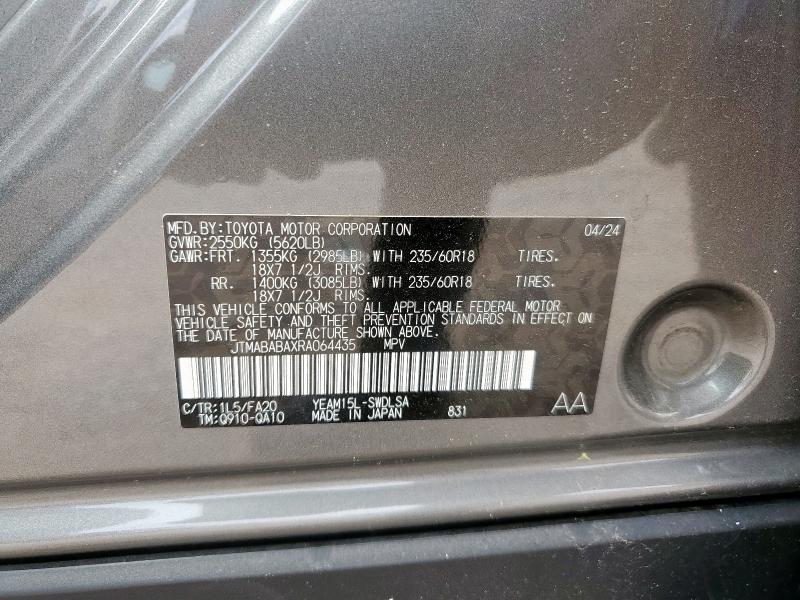 MFD.BY:TOYOTA MOTOR CORPORATION 04/24
GVWR:2550KG (5620LB)
GAWR:FRT. 1355KG (2985LB) WITH 235/60R18 TIRES.
18X7 1/2J RIMS.
RR. 1400KG (3085LB) WITH 235/60R18 TIRES.
18X7 1/2J RIMS.
THIS VEHICLE CONFORMS TO ALL APPLICABLE FEDERAL MOTOR
VEHICLE SAFETY AND THEFT PREVENTION STANDARDS IN EFFECT ON
THE DATE OF MANUFACTURE SHOWN ABOVE.
JTMABABAXRA064435 MPV
C/TR:1L5/FA20 YEAM15L-SWDLSA AA
TM:Q910-QA10 MADE IN JAPAN 831